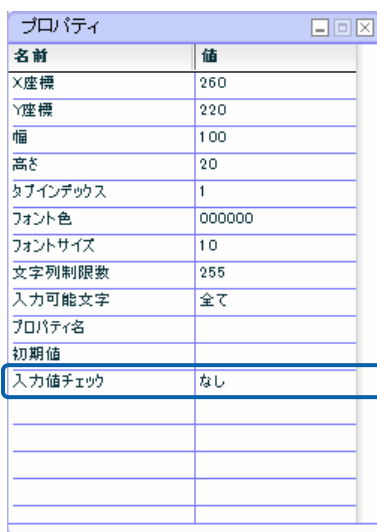 プロパティ
名前 値
X座標 260
Y座標 220
幅 100
高さ 20
タブインデックス 1
フォント色 000000
フォントサイズ 10
文字列制限数 255
入力可能文字 全て
プロパティ名
初期値
入力値チェック なし